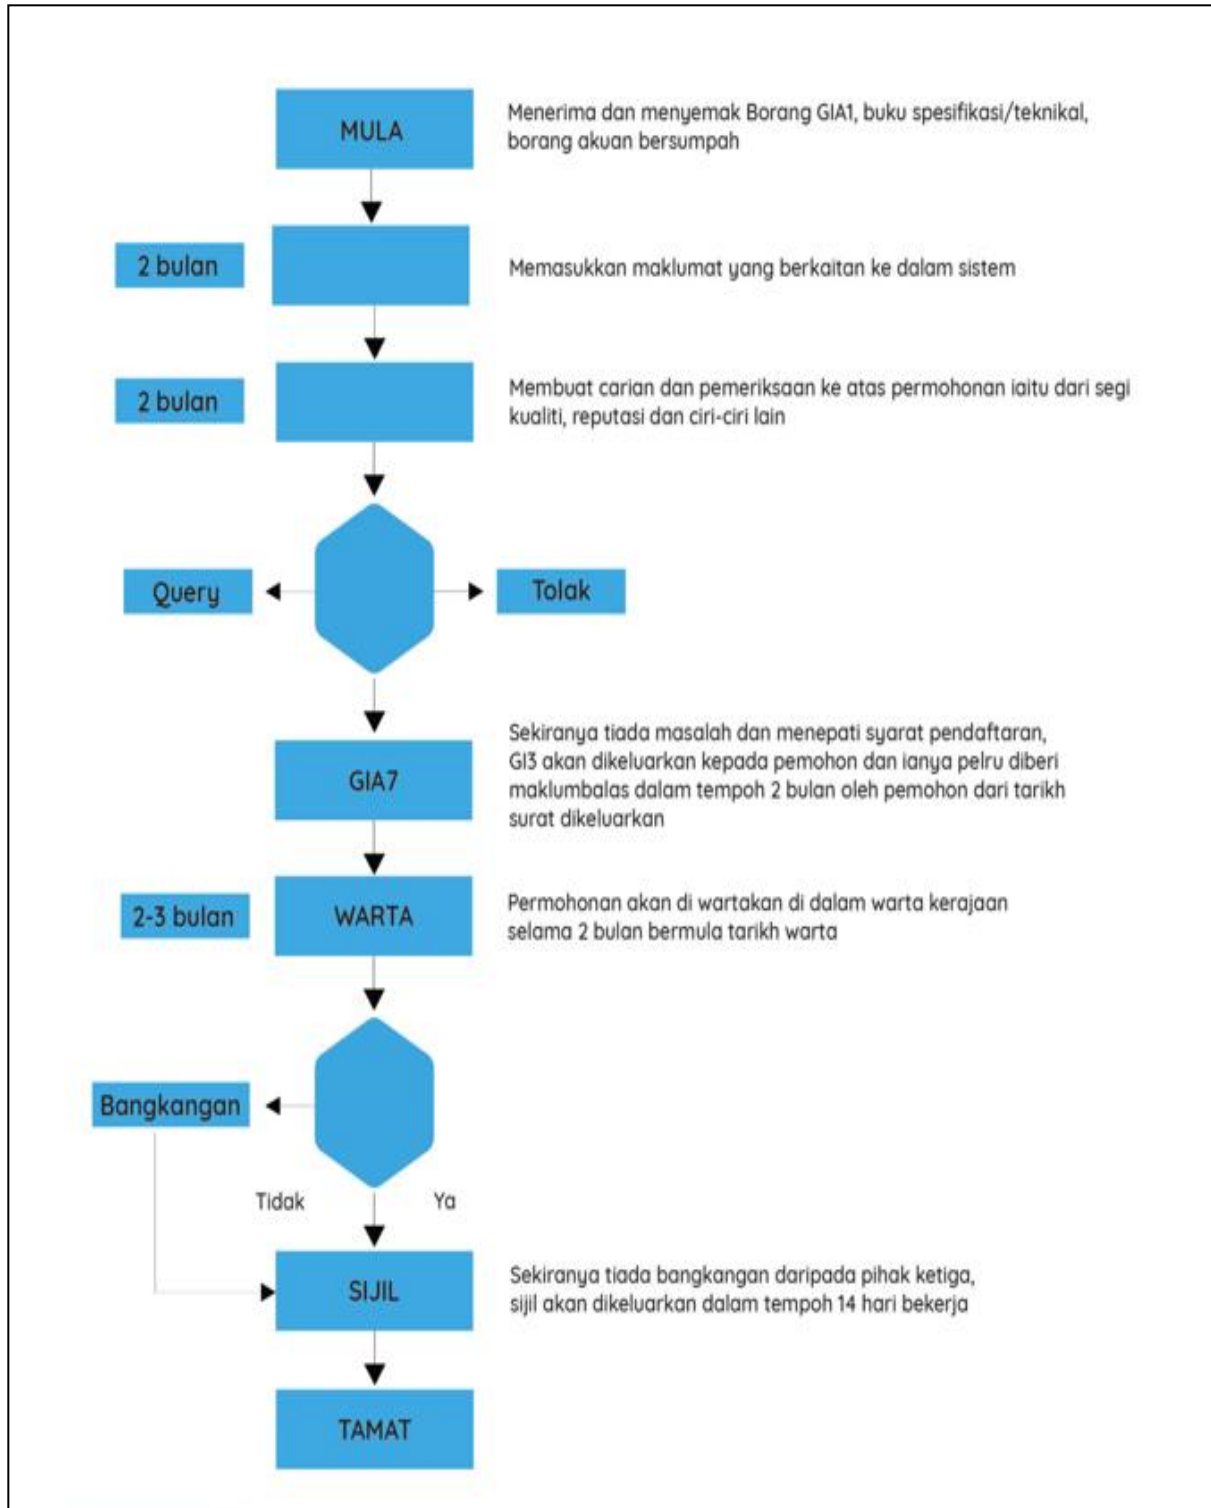 MULA
Menerima dan menyemak Borang GIA1, buku spesifikasi/teknikal,
borang akuan bersumpah
2 bulan
Memasukkan maklumat yang berkaitan ke dalam sistem
2 bulan
Membuat carian dan pemeriksaan ke atas permohonan iaitu dari segi
kualiti, reputasi dan ciri-ciri lain
Query
Tolak
GIA7
Sekiranya tiada masalah dan menepati syarat pendaftaran,
GI3 akan dikeluarkan kepada pemohon dan ianya pelru diberi
maklumbalas dalam tempoh 2 bulan oleh pemohon dari tarikh
surat dikeluarkan
2-3 bulan
WARTA
Permohonan akan di wartakan di dalam warta kerajaan
selama 2 bulan bermula tarikh warta
Bangkangan
Tidak
Ya
SIJIL
Sekiranya tiada bangkangan daripada pihak ketiga,
sijil akan dikeluarkan dalam tempoh 14 hari bekerja
TAMAT